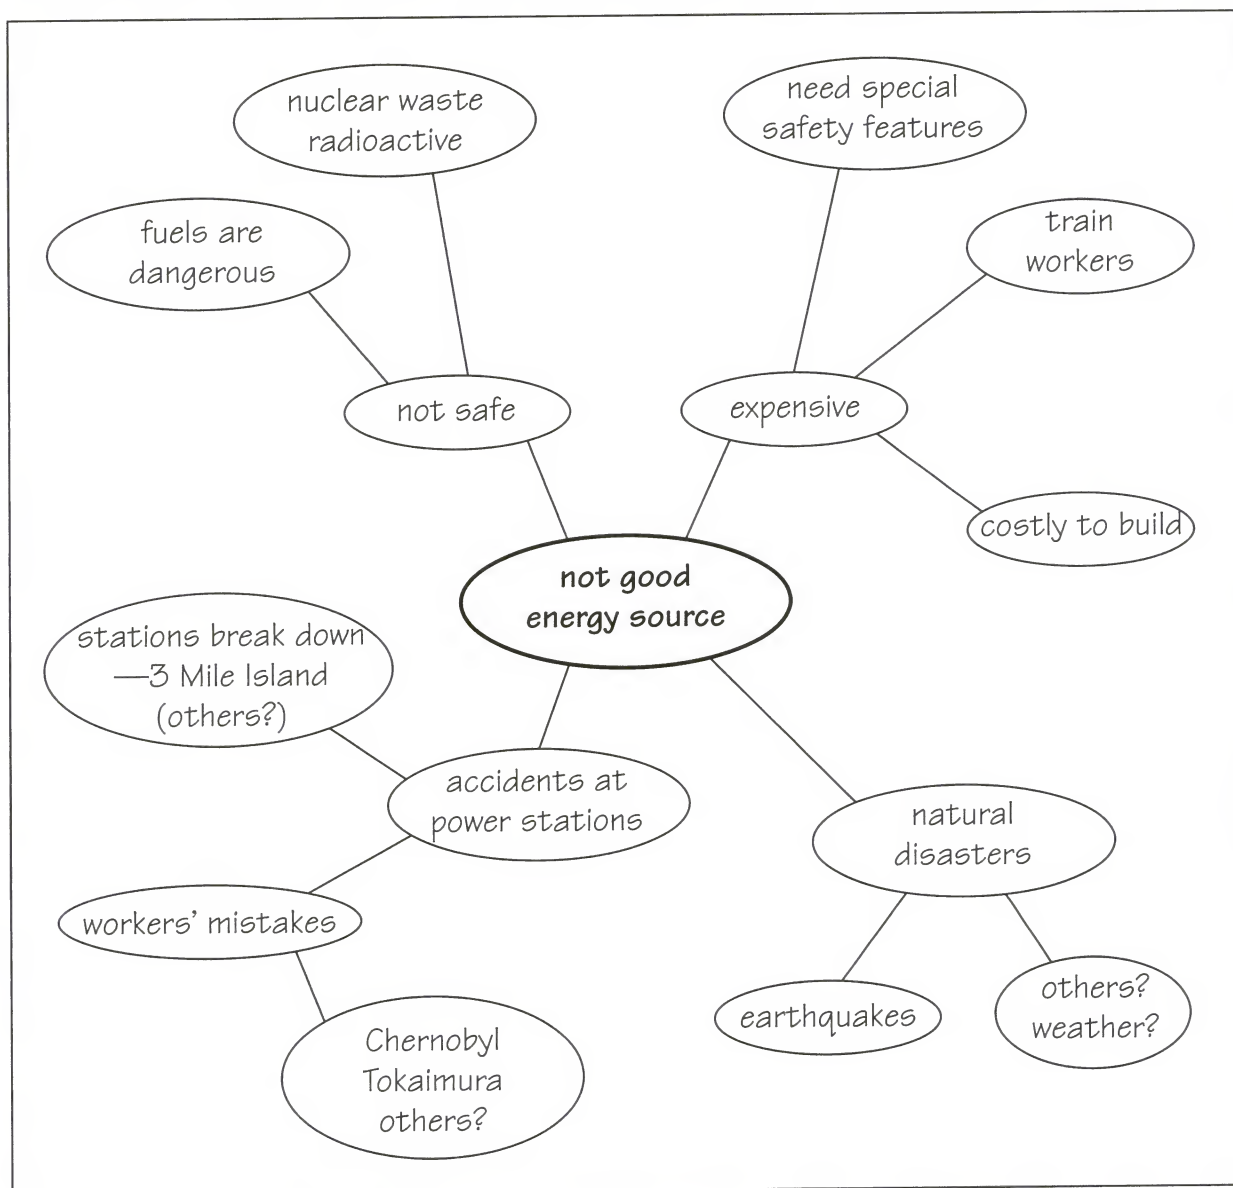 nuclear waste
radioactive
need special
safety features
fuels are
dangerous
train
workers
not safe
expensive
costly to build
not good
energy source
stations break down
—3 Mile Island
(others?)
accidents at
power stations
natural
disasters
workers' mistakes
earthquakes
others?
weather?
Chernobyl
Tokaimura
others?